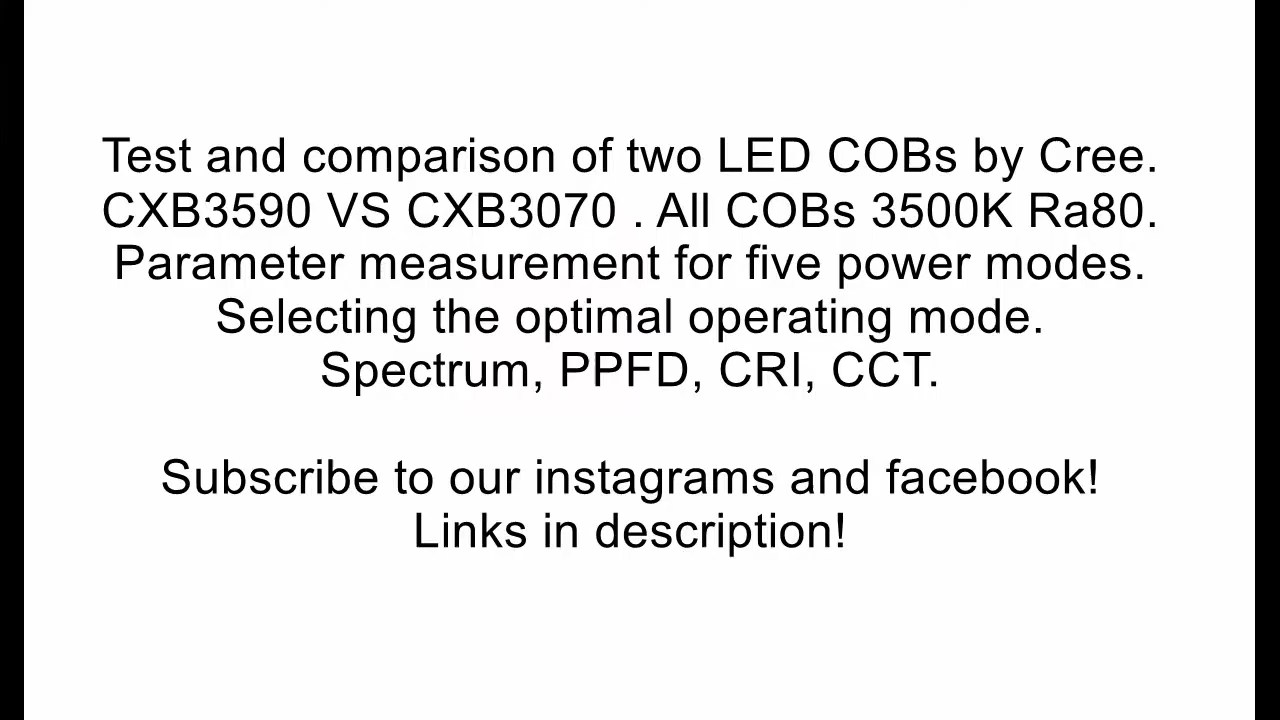 Test and comparison of two LED COBs by Cree.
CXB3590 VS CXB3070 . All COBs 3500K Ra80.
Parameter measurement for five power modes.
Selecting the optimal operating mode.
Spectrum, PPFD, CRI, CCT.
Subscribe to our instagrams and facebook!
Links in description!